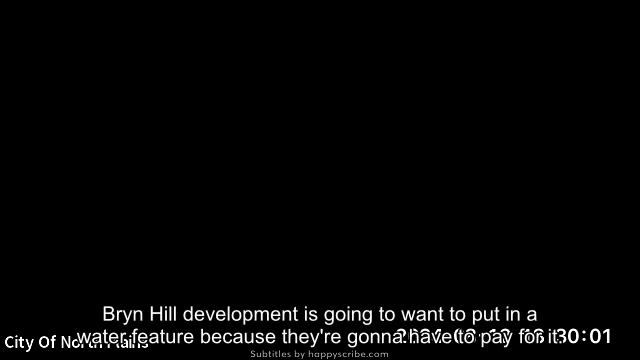 Bryn Hill development is going to want to put in a
water feature because they're gonna have to pay for it.
City Of North Plains
Subtitles by happyscribe.com